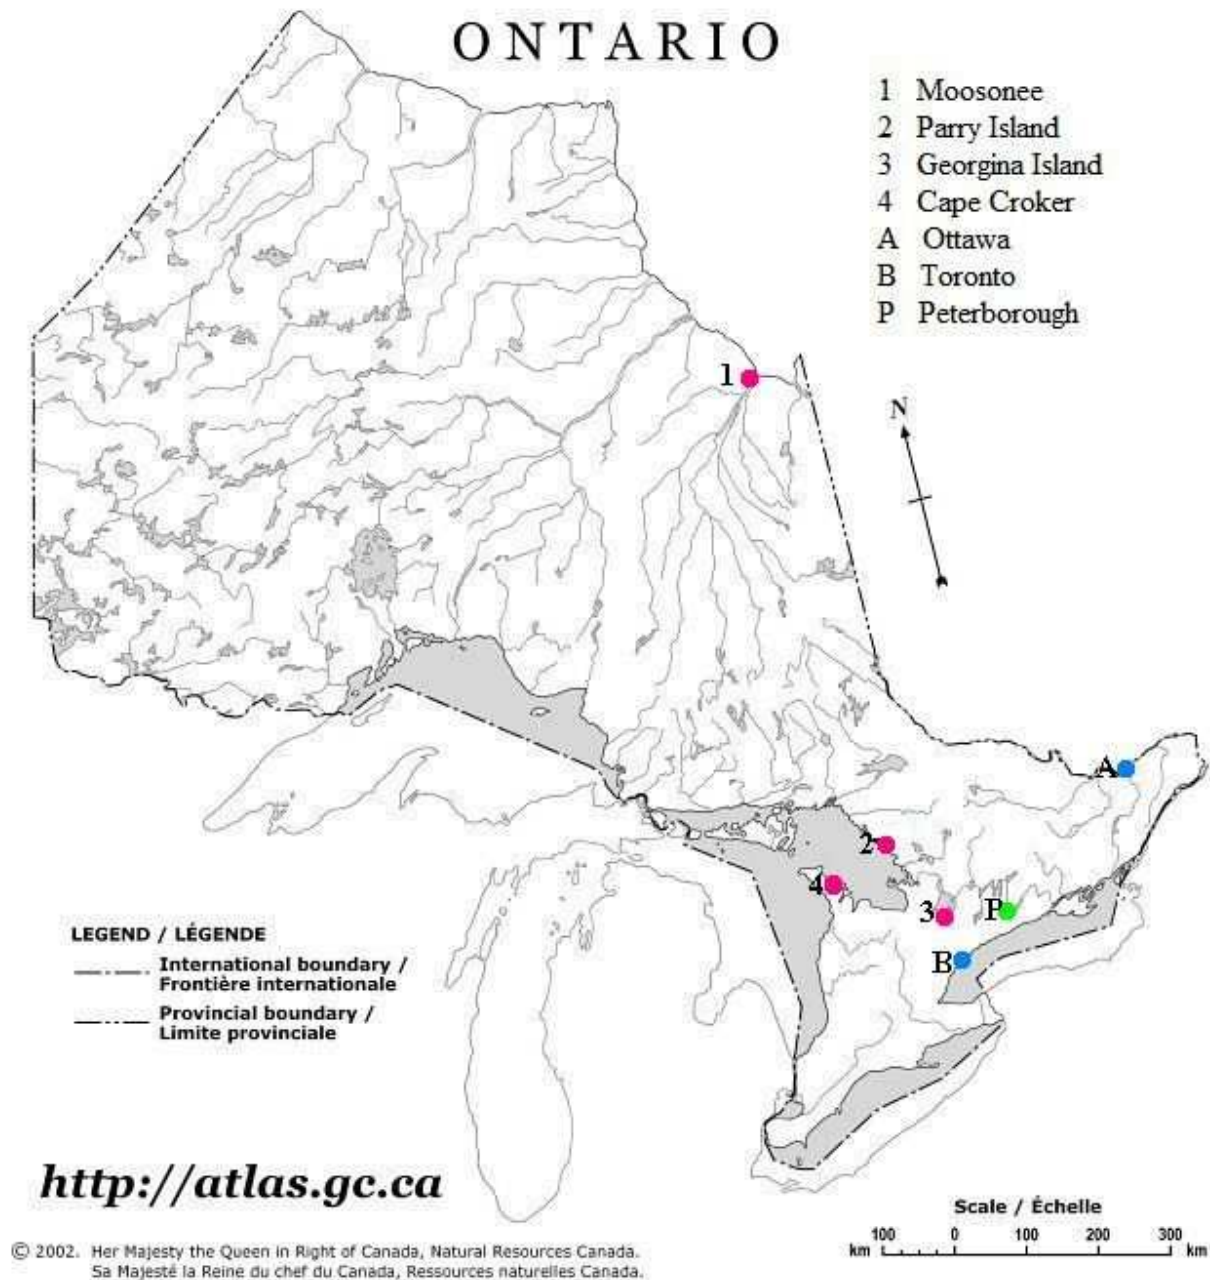 ONTARIO
1 Moosonee
2 Parry Island
3 Georgina Island
4 Cape Croker
A Ottawa
B Toronto
P Peterborough
1
N
A
2
4
3
P
B
LEGEND / LÉGENDE
International boundary /
Frontière internationale
Provincial boundary /
Limite provinciale
http://atlas.gc.ca
Scale / Échelle
100 0 100 200 300
km km
© 2002. Her Majesty the Queen in Right of Canada, Natural Resources Canada.
Sa Majesté la Reine du chef du Canada, Ressources naturelles Canada.